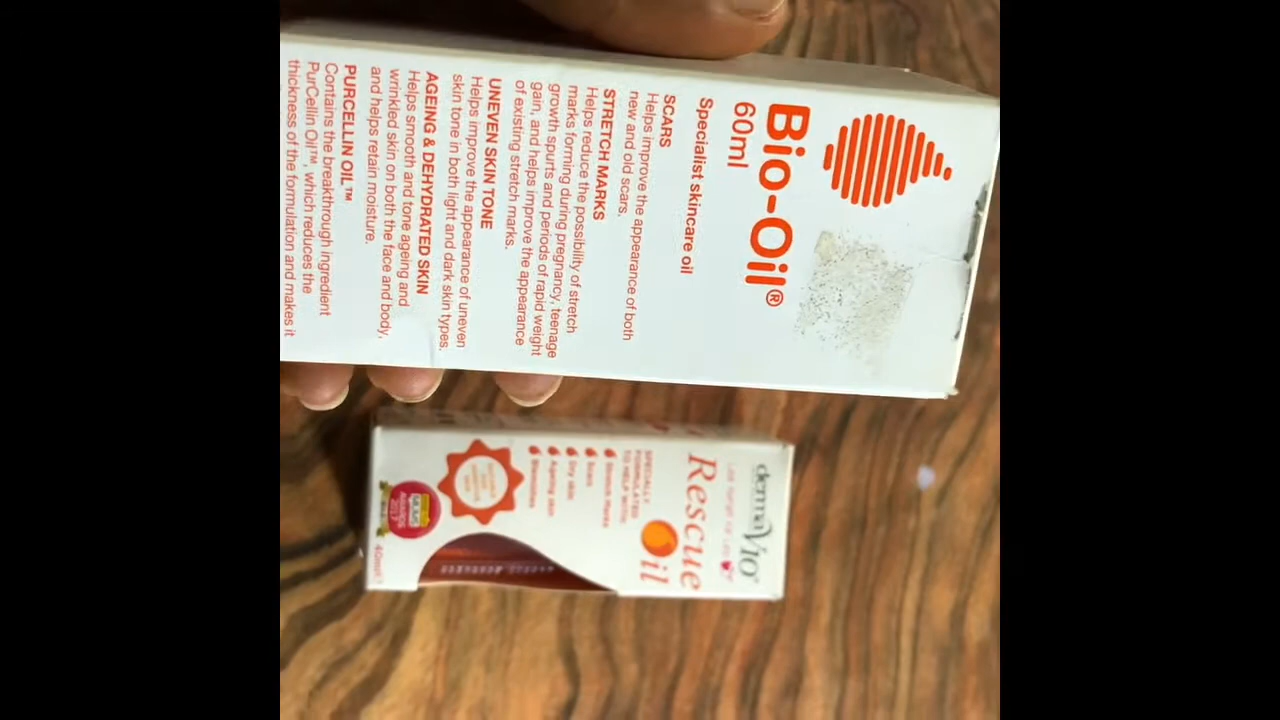 Bio-Oil®
60ml
Specialist skincare oil
SCARS
Helps improve the appearance of both
new and old scars.
STRETCH MARKS
Helps reduce the possibility of stretch
marks forming during pregnancy, teenage
growth spurts and periods of rapid weight
gain, and helps improve the appearance
of existing stretch marks.
UNEVEN SKIN TONE
Helps improve the appearance of uneven
skin tone in both light and dark skin types.
AGEING & DEHYDRATED SKIN
Helps smooth and tone ageing and
wrinkled skin on both the face and body,
and helps retain moisture.
PURCELLIN OIL™
Contains the breakthrough ingredient
PurCellin Oil™, which reduces the
thickness of the formulation and makes it
dermaV10®
Rescue
Oil
SPECIALLY
FORMULATED
TO HELP WITH
Stretch Marks
Scars
Dry skin
Ageing skin
Blemishes
AWARDS
2017
40ml